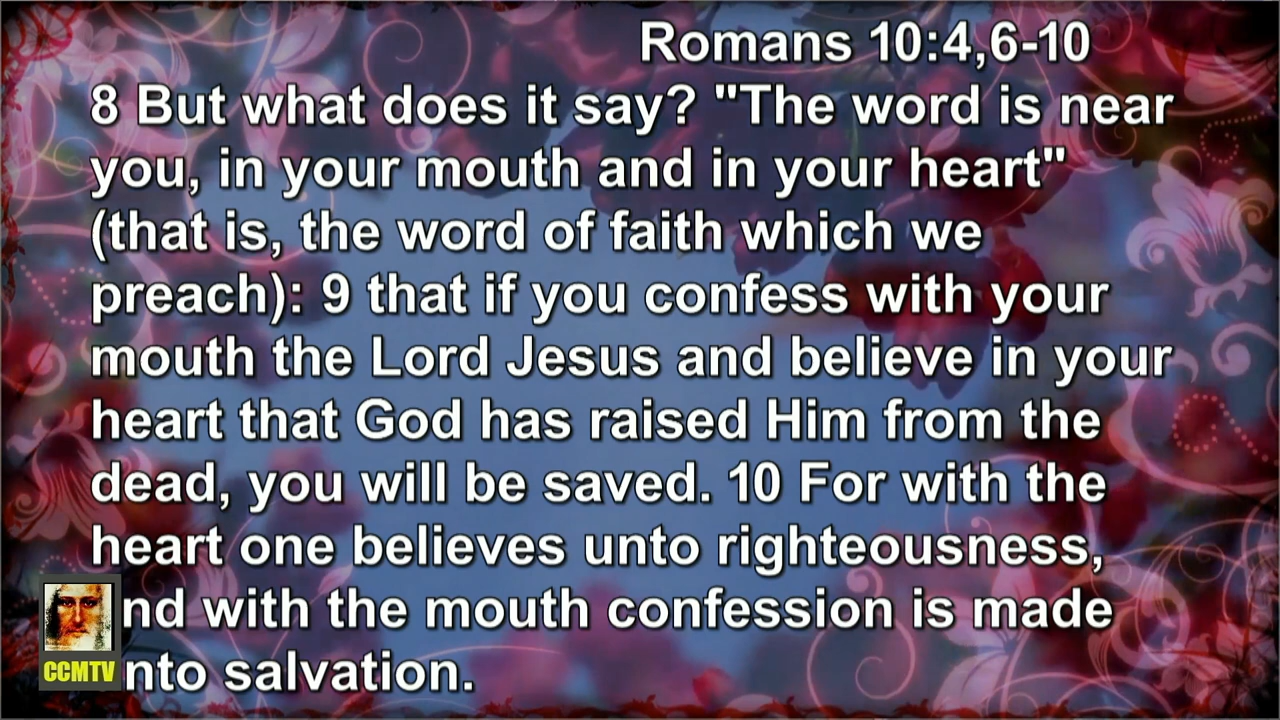 Romans 10:4,6-10
8 But what does it say? "The word is near
you, in your mouth and in your heart"
(that is, the word of faith which we
preach): 9 that if you confess with your
mouth the Lord Jesus and believe in your
heart that God has raised Him from the
dead, you will be saved. 10 For with the
heart one believes unto righteousness,
nd with the mouth confession is made
nto salvation.
CCMTV